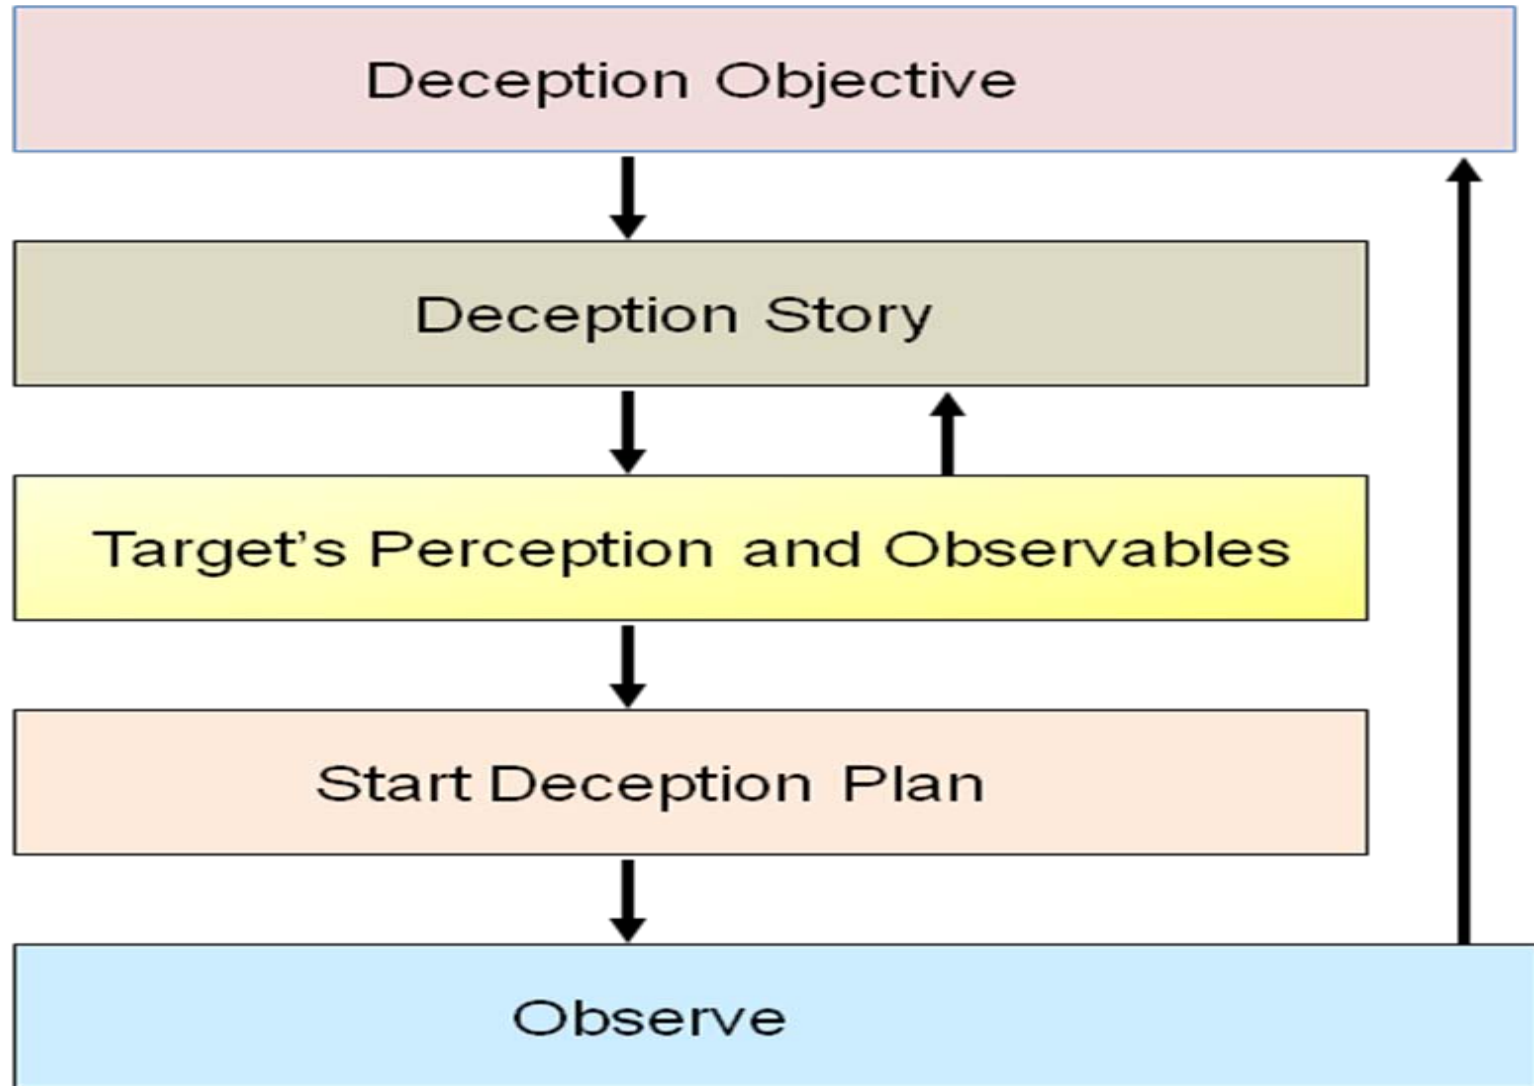 Deception Objective
Deception Story
Target’s Perception and Observables
Start Deception Plan
Observe